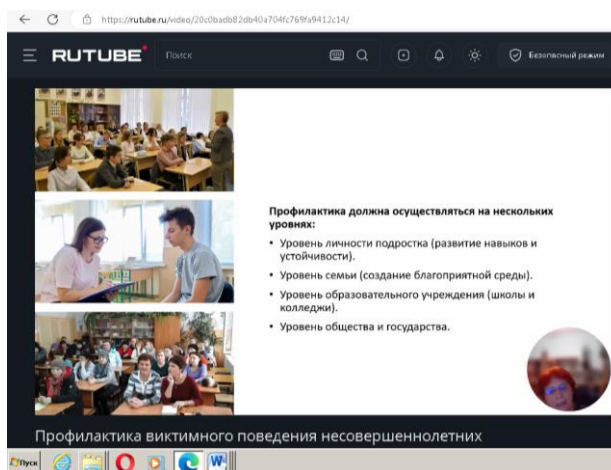 https://rutube.ru/video/20c0badb82db40a704fc769fa9412c14/
RUTUBE
Поиск
Безопасный режим
Профилактика должна осуществляться на нескольких
уровнях:
• Уровень личности подростка (развитие навыков и
устойчивости).
• Уровень семьи (создание благоприятной среды).
• Уровень образовательного учреждения (школы и
колледжи).
• Уровень общества и государства.
Профилактика виктимного поведения несовершеннолетних
Пуск